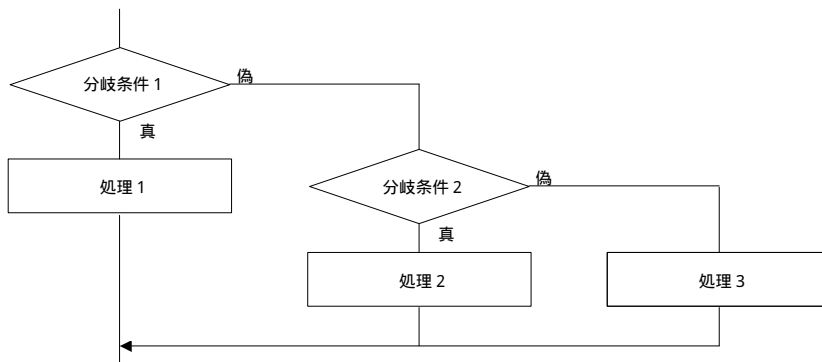 分岐条件 1
偽
真
処理 1
分岐条件 2
偽
真
処理 2
処理 3